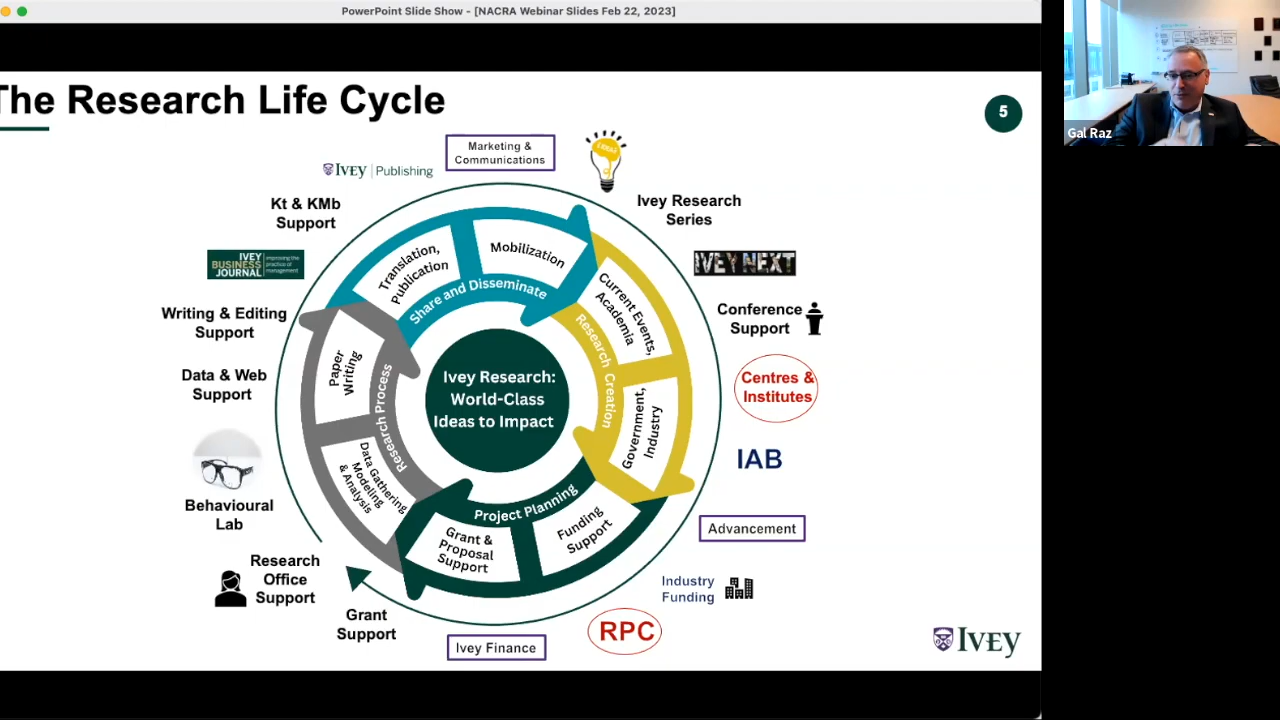 PowerPoint Slide Show - [NACRA Webinar Slides Feb 22, 2023]
The Research Life Cycle
5
Gal Raz
Marketing &
Communications
IVEY | Publishing
Kt & KMb
Support
IVEY
BUSINESS
JOURNAL
improving the
practice of
management
Writing & Editing
Support
Data & Web
Support
Behavioural
Lab
Research
Office
Support
Grant
Support
Ivey Finance
RPC
Industry
Funding
Advancement
IAB
Centres &
Institutes
Conference
Support
IVEY NEXT
Ivey Research
Series
Translation,
Publication
Mobilization
Share and Disseminate
Current Events,
Academia
Government,
Industry
Research Creation
Funding
Support
Grant &
Proposal
Support
Project Planning
Data Gathering
Modeling
& Analysis
Paper
Writing
Research Process
Ivey Research:
World-Class
Ideas to Impact
IVEY